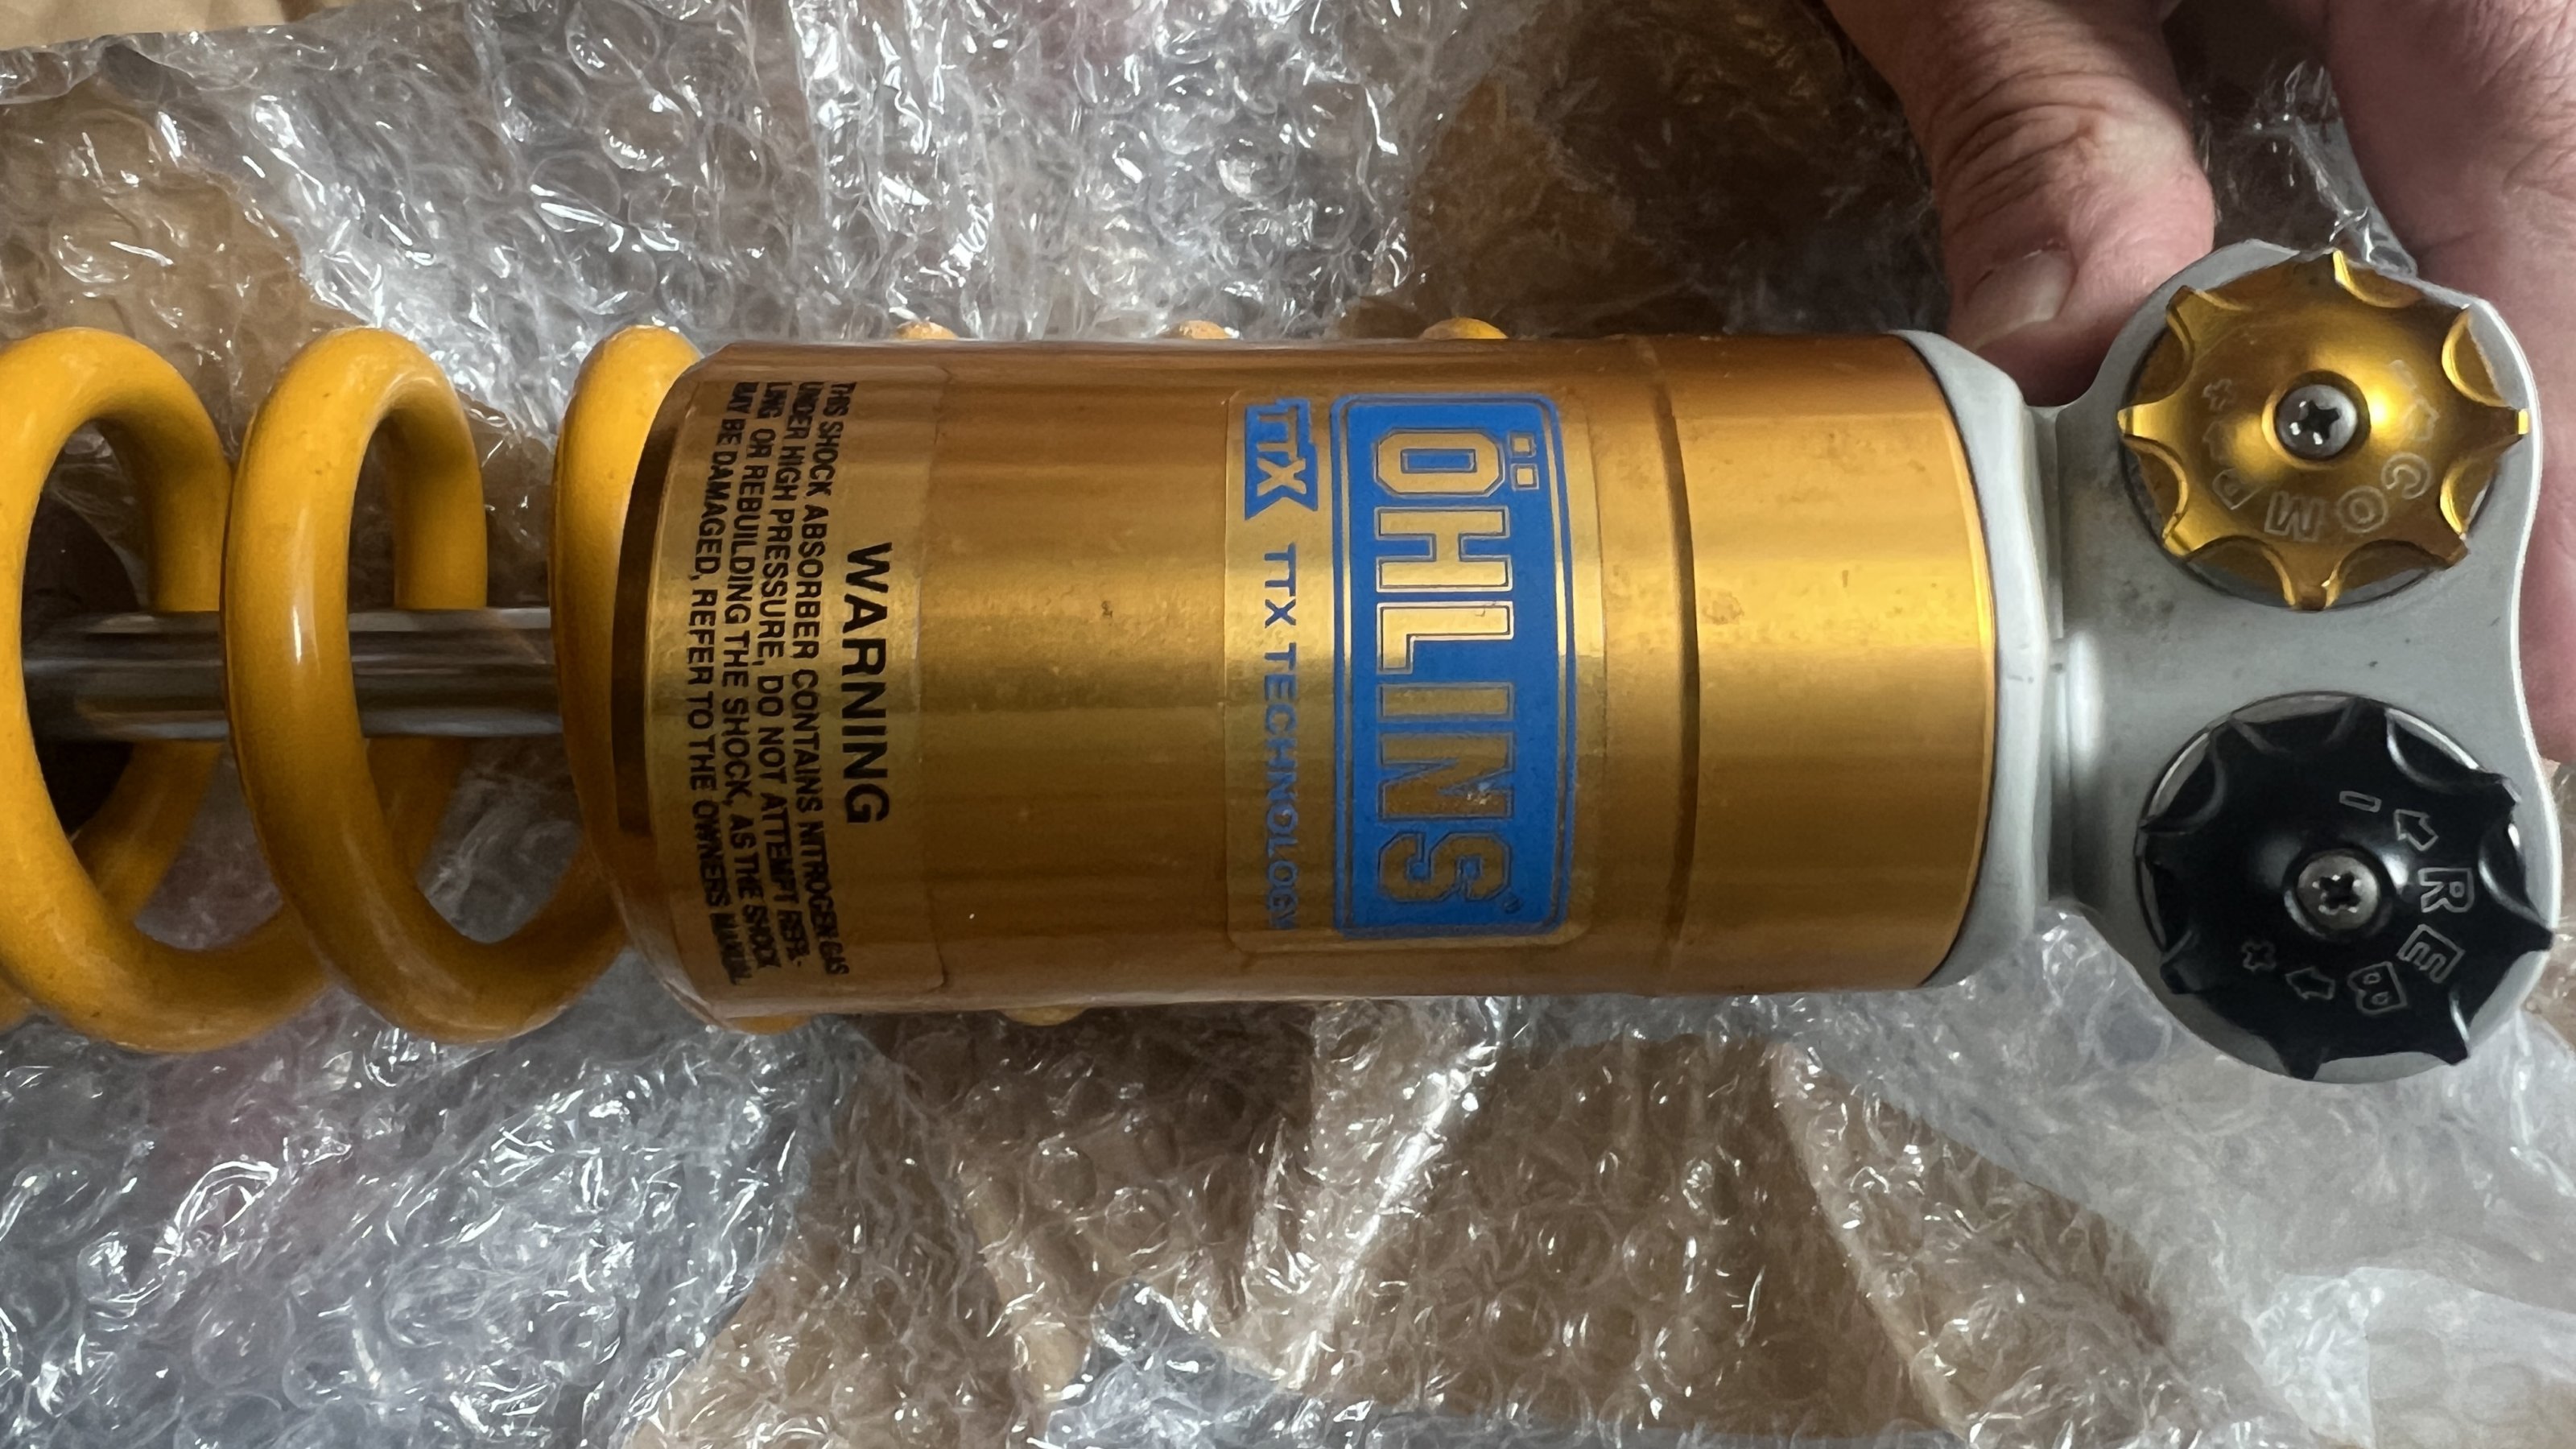 WARNING
THIS SHOCK ABSORBER CONTAINS NITROGEN GAS
UNDER HIGH PRESSURE, DO NOT ATTEMPT REFIL-
LING OR REBUILDING THE SHOCK, AS THE SHOCK
MAY BE DAMAGED, REFER TO THE OWNERS MANUAL
ÖHLINS
TTX TTX TECHNOLOGY
- COMP +
- REB +